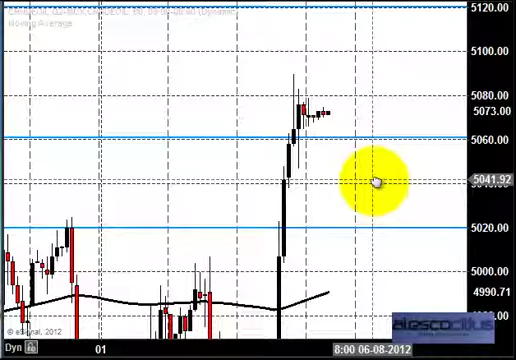 Moving Average
5120.00
5100.00
5080.00
5073.00
5060.00
5041.92
5020.00
5000.00
4990.71
© eSignal, 2012
alescocitius
Dyn
01
8:00 06-08-2012